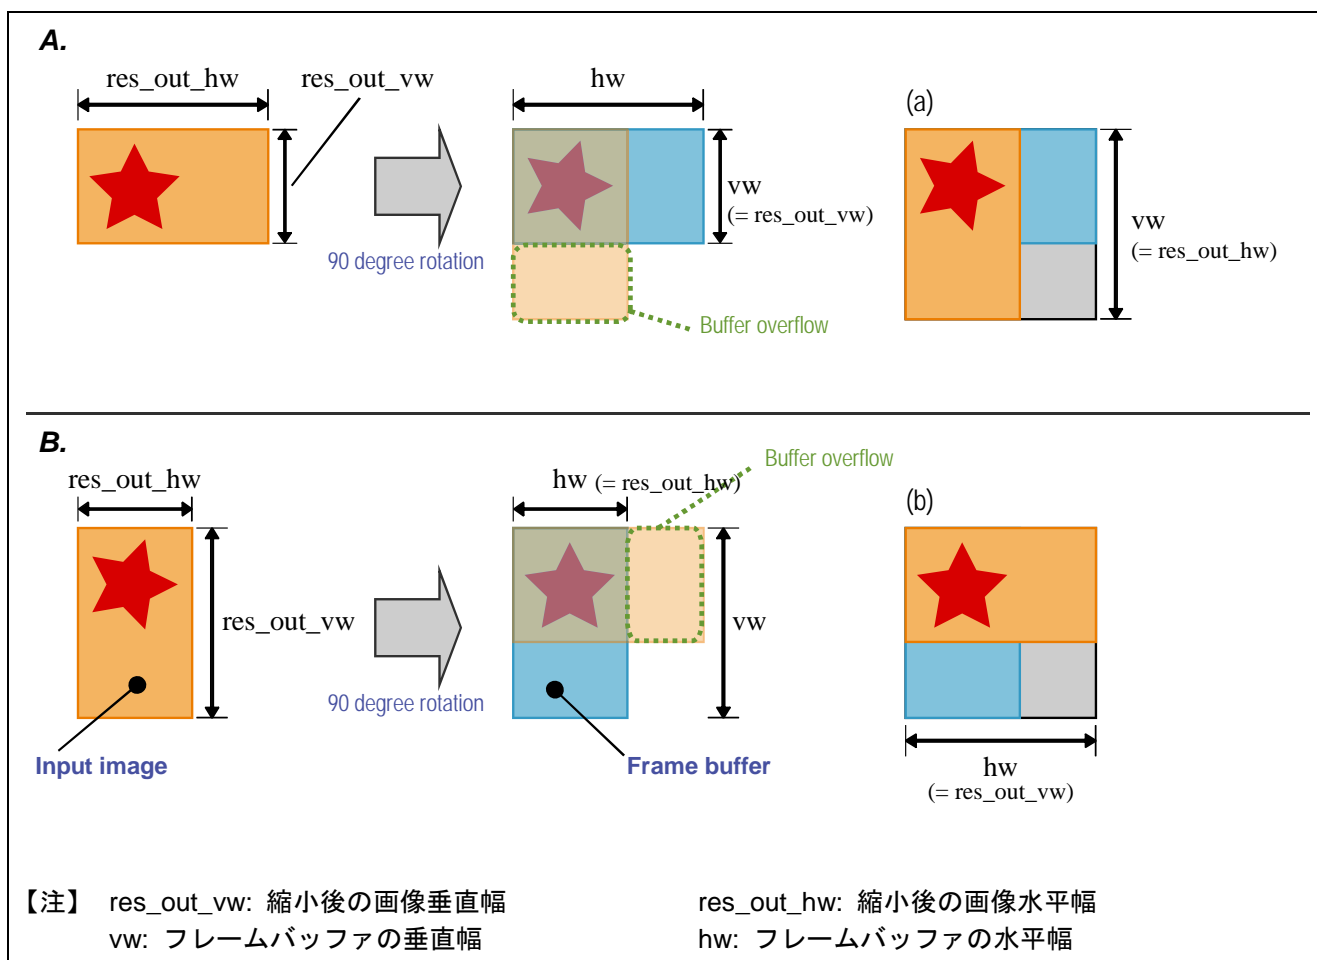 A.
res_out_hw
res_out_vw
hw
(a)
vw
(= res_out_vw)
vw
(= res_out_hw)
90 degree rotation
Buffer overflow
B.
Buffer overflow
res_out_hw
hw (= res_out_hw)
(b)
res_out_vw
vw
90 degree rotation
Input image
Frame buffer
hw
(= res_out_vw)
【注】 res_out_vw: 縮小後の画像垂直幅 res_out_hw: 縮小後の画像水平幅
vw: フレームバッファの垂直幅 hw: フレームバッファの水平幅